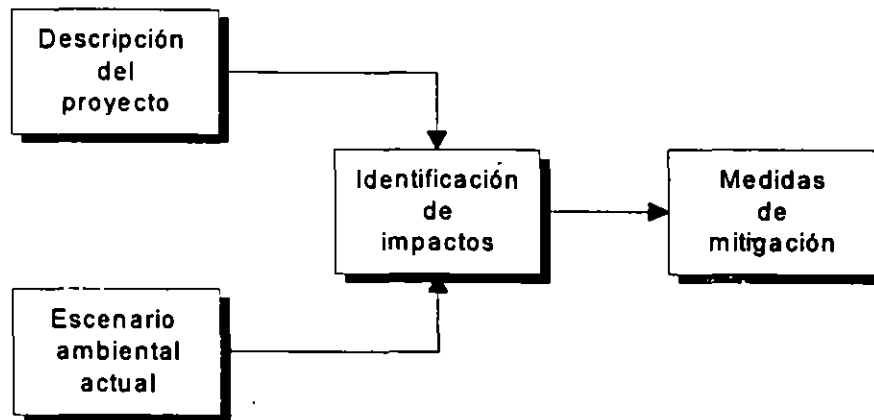 Descripción
del
proyecto
Identificación
de
impactos
Medidas
de
mitigación
Escenario
ambiental
actual